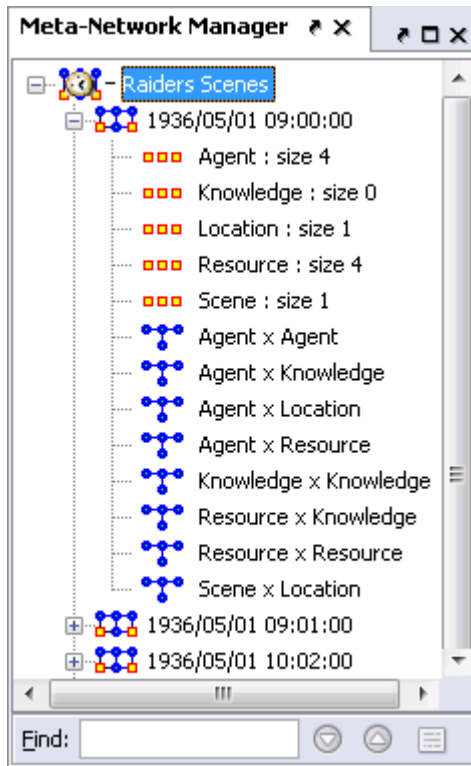 Meta-Network Manager
Raiders Scenes
1936/05/01 09:00:00
Agent : size 4
Knowledge : size 0
Location : size 1
Resource : size 4
Scene : size 1
Agent x Agent
Agent x Knowledge
Agent x Location
Agent x Resource
Knowledge x Knowledge
Resource x Knowledge
Resource x Resource
Scene x Location
1936/05/01 09:01:00
1936/05/01 10:02:00
Find: